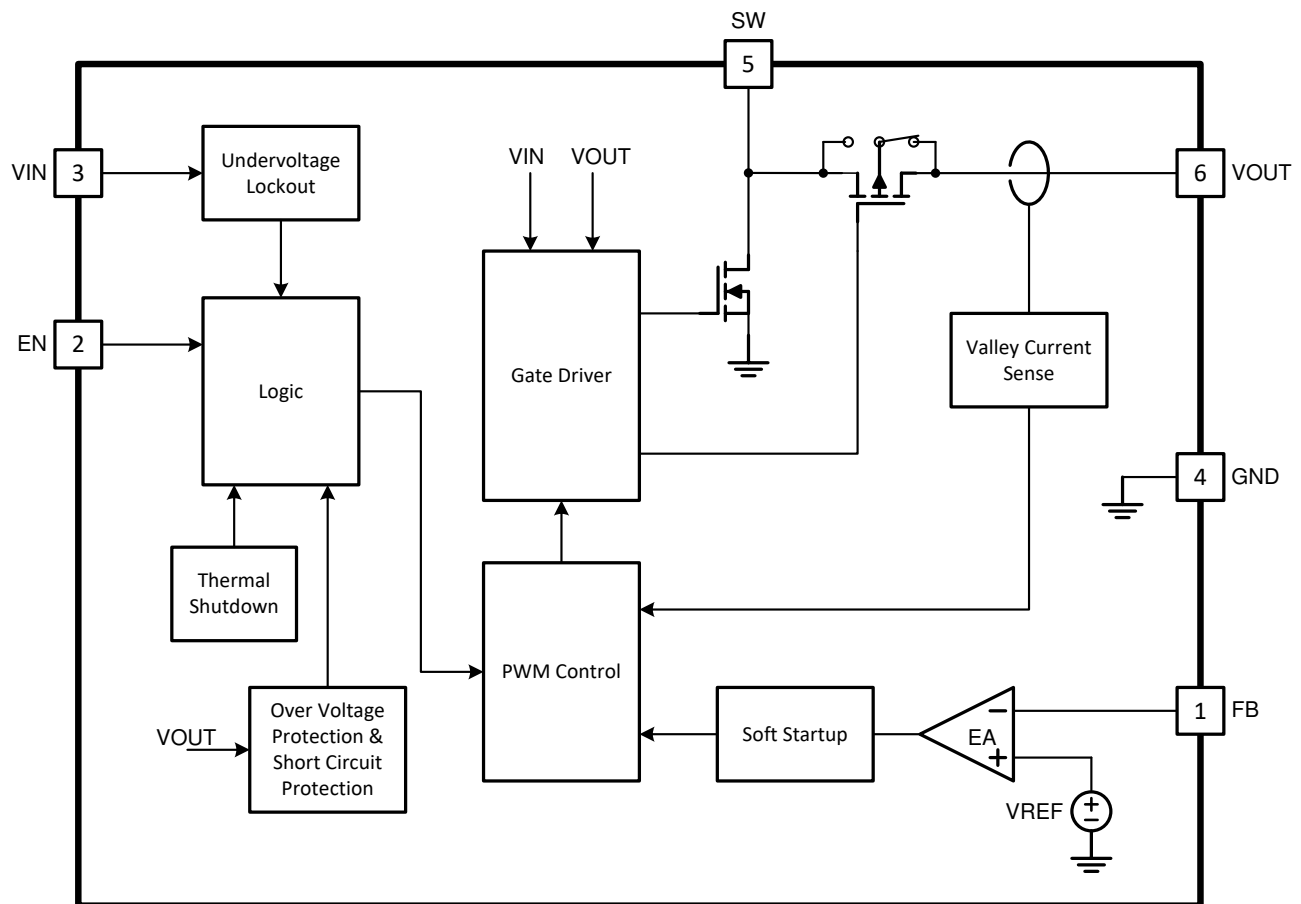 SW
5
VIN
3
Undervoltage
Lockout
VIN
VOUT
6
VOUT
EN
2
Logic
Gate Driver
Valley Current
Sense
4
GND
Thermal
Shutdown
PWM Control
Over Voltage
Protection &
Short Circuit
Protection
VOUT
Soft Startup
EA
1
FB
VREF